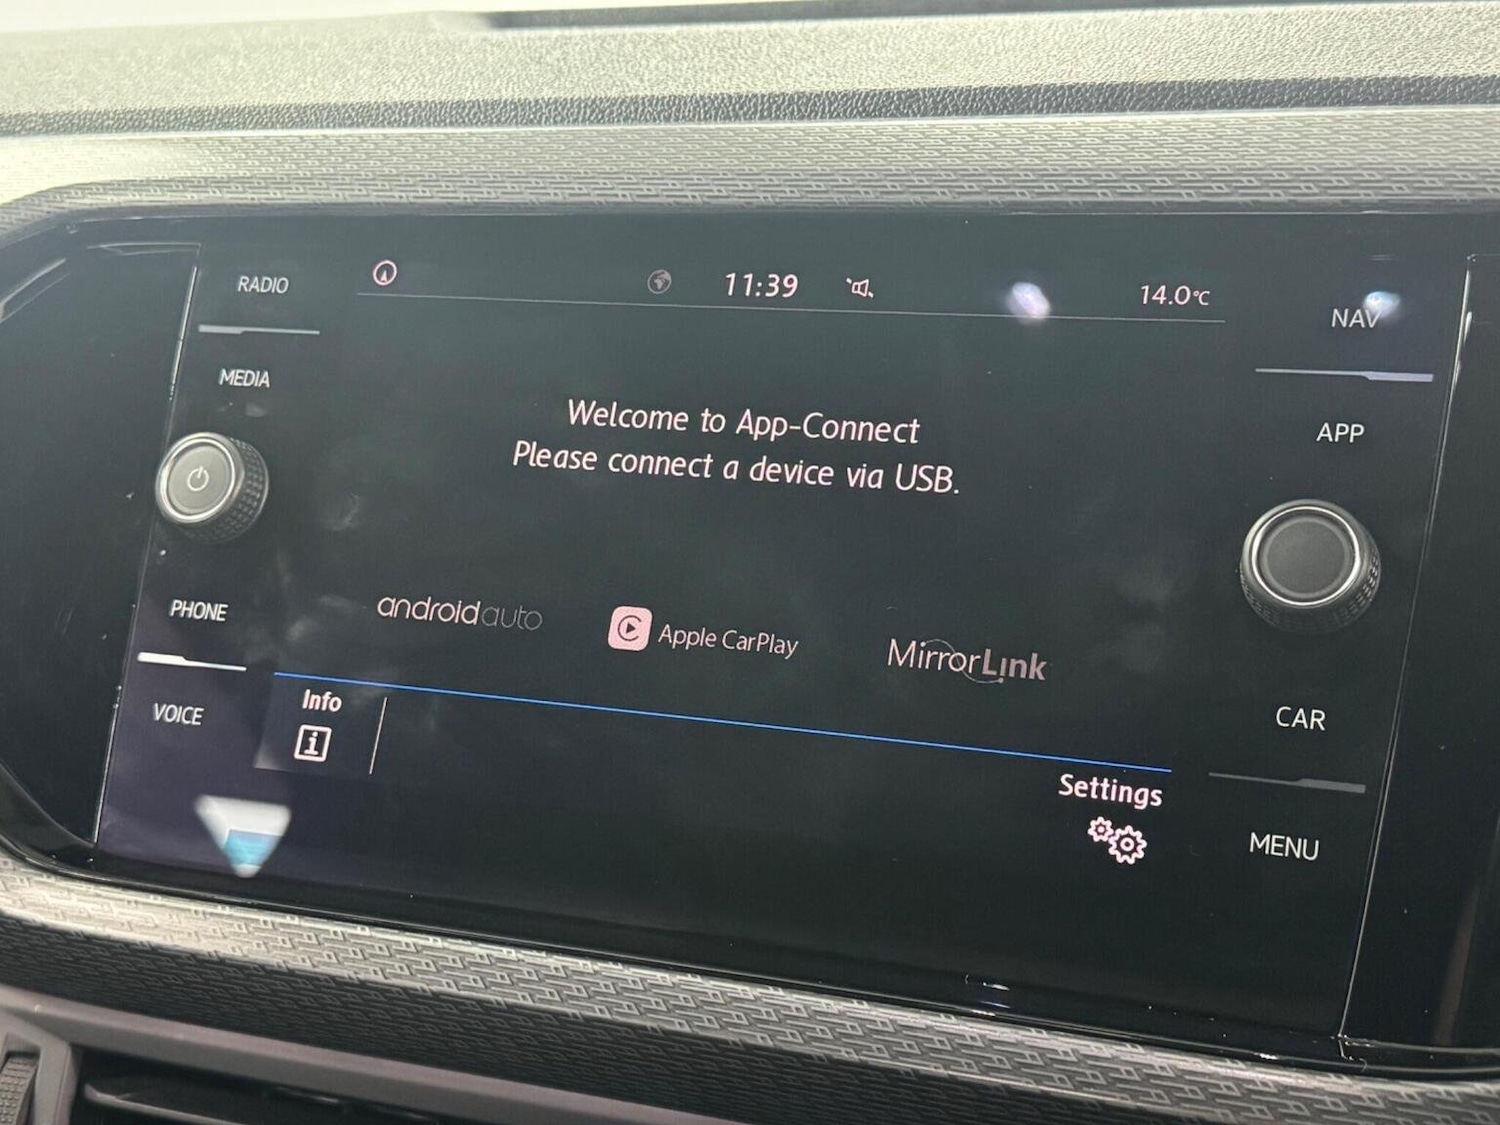 RADIO
MEDIA
PHONE
VOICE
11:39
14.0°C
Welcome to App-Connect
Please connect a device via USB.
androidauto
Apple CarPlay
MirrorLink
Info
Settings
NAV
APP
CAR
MENU